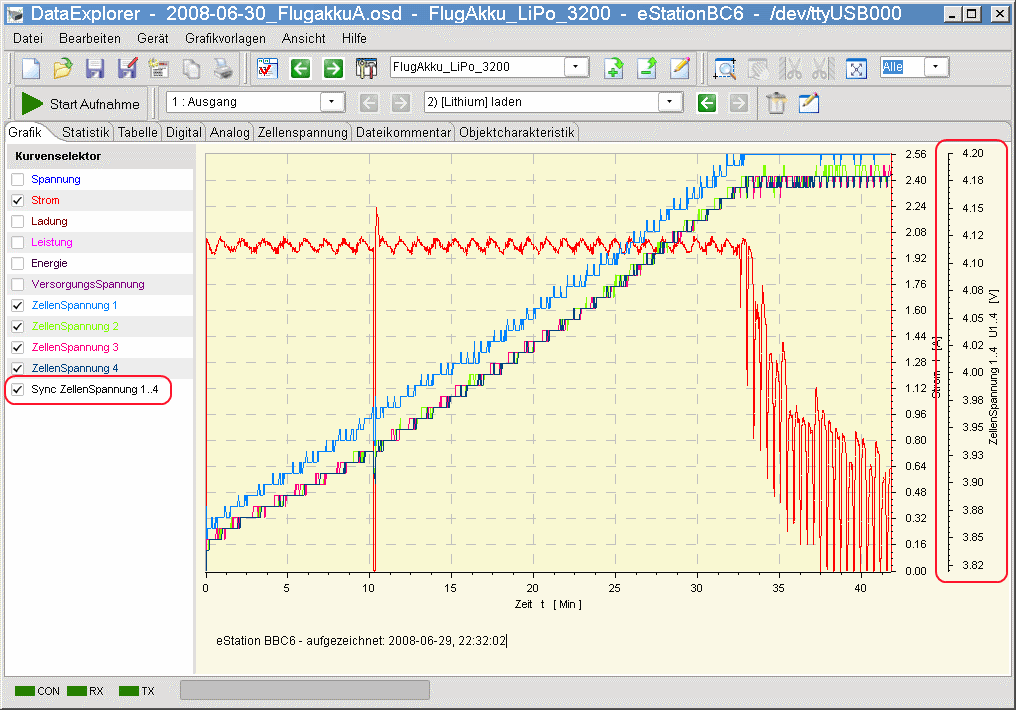 DataExplorer - 2008-06-30_FlugakkuA.osd - FlugAkku_LiPo_3200 - eStationBC6 - /dev/ttyUSB000
Datei Bearbeiten Gerät Grafikvorlagen Ansicht Hilfe
FlugAkku_LiPo_3200 Alle
Start Aufnahme 1 : Ausgang 2) [Lithium] laden
Grafik Statistik Tabelle Digital Analog Zellenspannung Dateikommentar Objektcharakteristik
Kurvenselektor
Spannung
Strom
Ladung
Leistung
Energie
VersorgungsSpannung
ZellenSpannung 1
ZellenSpannung 2
ZellenSpannung 3
ZellenSpannung 4
Sync ZellenSpannung 1..4
2.56
2.40
2.24
2.08
1.92
1.76
1.60
1.44
1.28
1.12
0.96
0.80
0.64
0.48
0.32
0.16
0.00
Strom I [A]
4.20
4.18
4.15
4.12
4.10
4.08
4.05
4.02
4.00
3.98
3.95
3.93
3.90
3.88
3.85
3.82
ZellenSpannung 1..4 U1..4 [V]
0 5 10 15 20 25 30 35 40
Zeit t [ Min ]
eStation BBC6 - aufgezeichnet: 2008-06-29, 22:32:02
CON RX TX